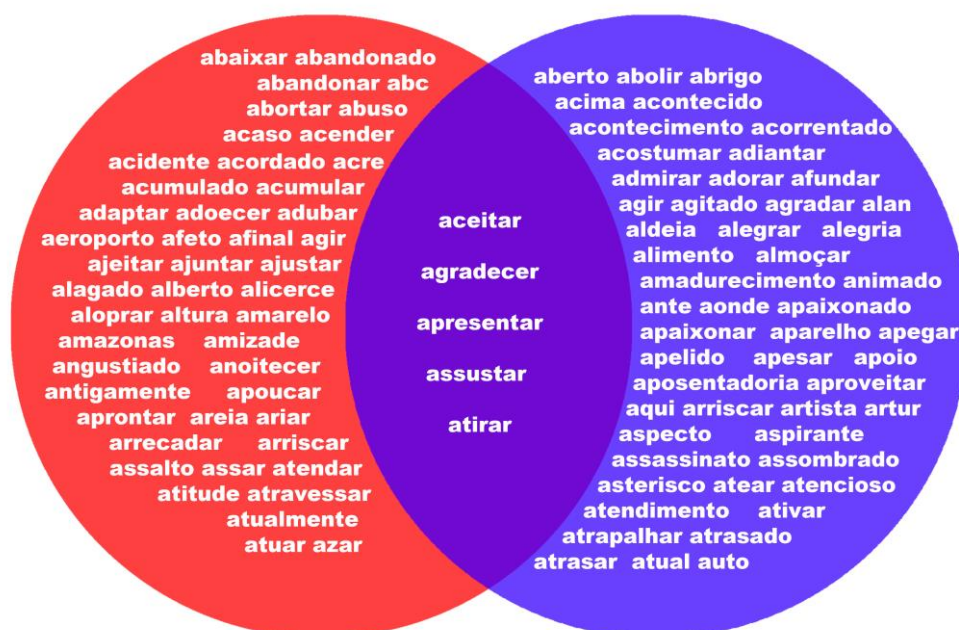 abaixar abandonado
abandonar abc
abortar abuso
acaso acender
acidente acordado acre
acumulado acumular
adaptar adoecer adubar
aeroporto afeto afinal agir
ajeitar ajuntar ajustar
alagado alberto alicerce
aloprar altura amarelo
amazonas amizade
angustiado anoitecer
antigamente apoucar
aprontar areia ariar
arrecadar arriscar
assalto assar atendar
atitude atravessar
atualmente
atuar azar
aceitar
agradecer
apresentar
assustar
atirar
aberto abolir abrigo
acima acontecido
acontecimento acorrentado
acostumar adiantar
admirar adorar afundar
agir agitado agradar alan
aldeia alegrar alegria
alimento almoçar
amadurecimento animado
ante aonde apaixonado
apaixonar aparelho apegar
apelido apesar apoio
aposentadoria aproveitar
aqui arriscar artista artur
aspecto aspirante
assassinato assombrado
asterisco atear atencioso
atendimento ativar
atrapalhar atrasado
atrasar atual auto